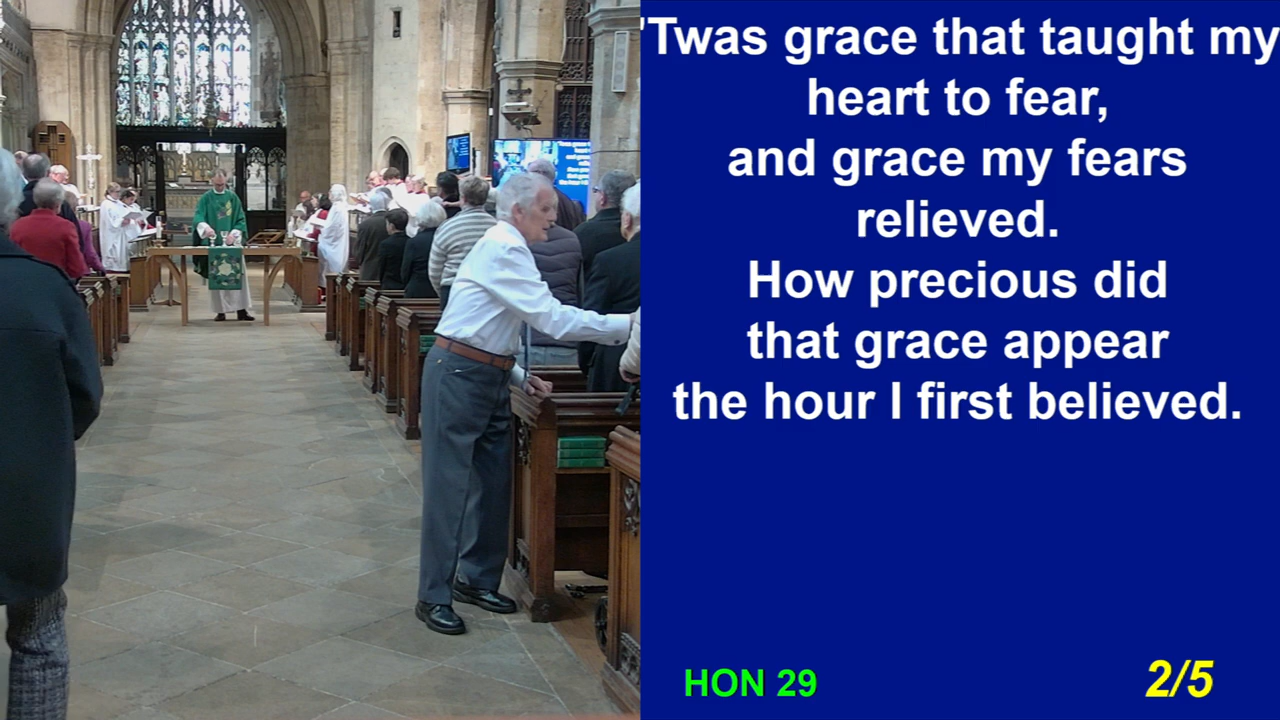 'Twas grace that taught my
heart to fear,
and grace my fears
relieved.
How precious did
that grace appear
the hour I first believed.
HON 29
2/5